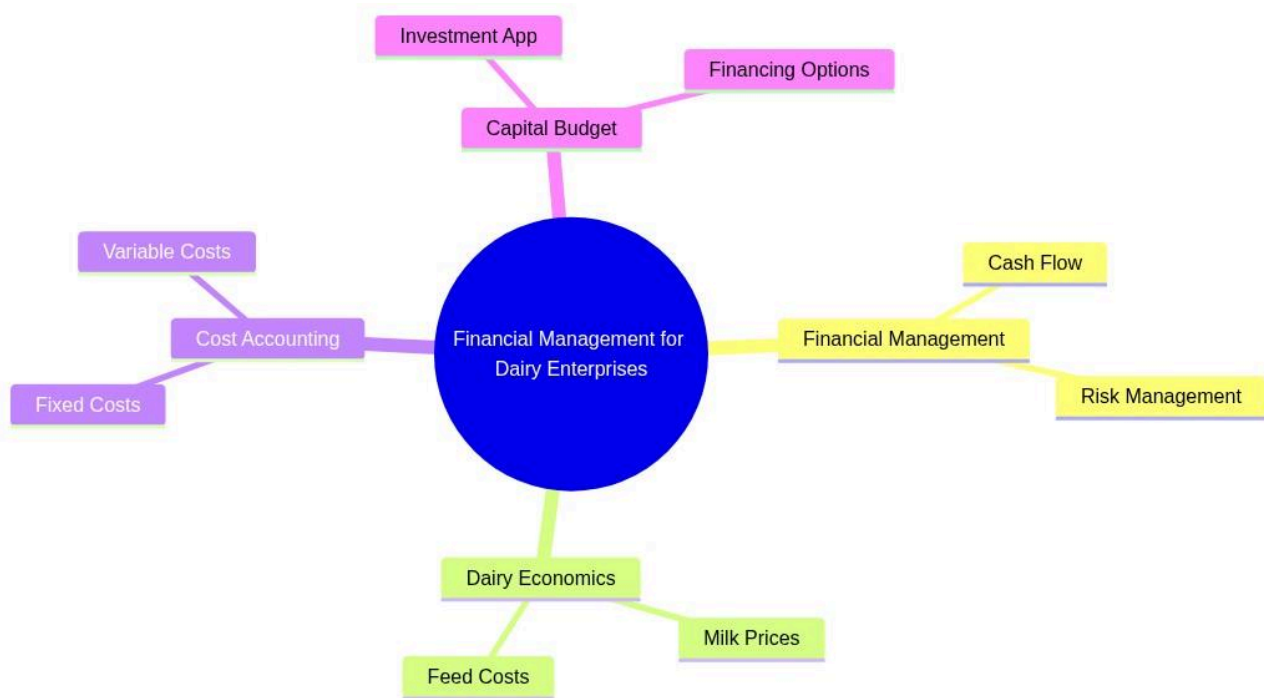 Investment App
Financing Options
Capital Budget
Variable Costs
Cash Flow
Cost Accounting
Financial Management for
Dairy Enterprises
Financial Management
Fixed Costs
Risk Management
Dairy Economics
Milk Prices
Feed Costs